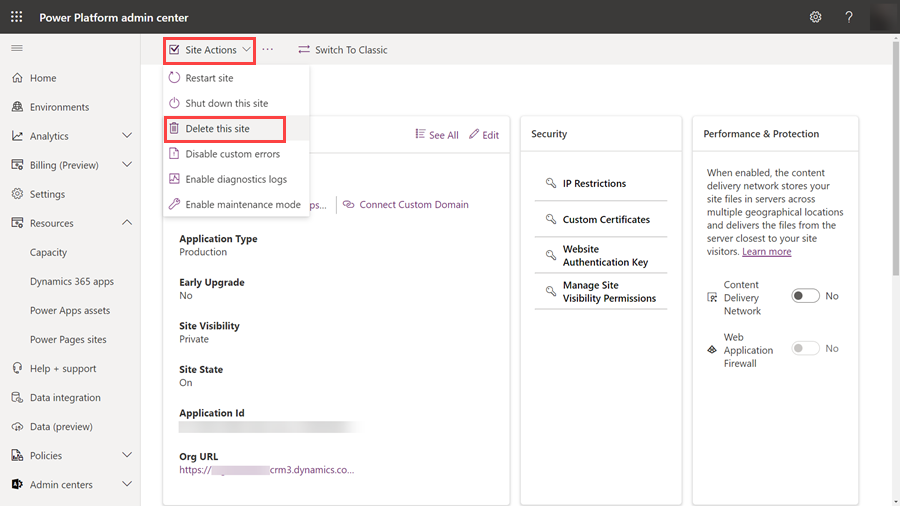 Power Platform admin center
?
Home
Environments
Analytics
Billing (Preview)
Settings
Resources
Capacity
Dynamics 365 apps
Power Apps assets
Power Pages sites
Help + support
Data integration
Data (preview)
Policies
Admin centers
Site Actions
···
Switch To Classic
Restart site
Shut down this site
Delete this site
Disable custom errors
Enable diagnostics logs
Enable maintenance mode
See All
Edit
ps...
Connect Custom Domain
Application Type
Production
Early Upgrade
No
Site Visibility
Private
Site State
On
Application Id
Org URL
https://
crm3.dynamics.co...
Security
IP Restrictions
Custom Certificates
Website
Authentication Key
Manage Site
Visibility Permissions
Performance & Protection
When enabled, the content
delivery network stores your
site files in servers across
multiple geographical locations
and delivers the files from the
server closest to your site
visitors. Learn more
Content
Delivery
Network
No
Web
Application
Firewall
No